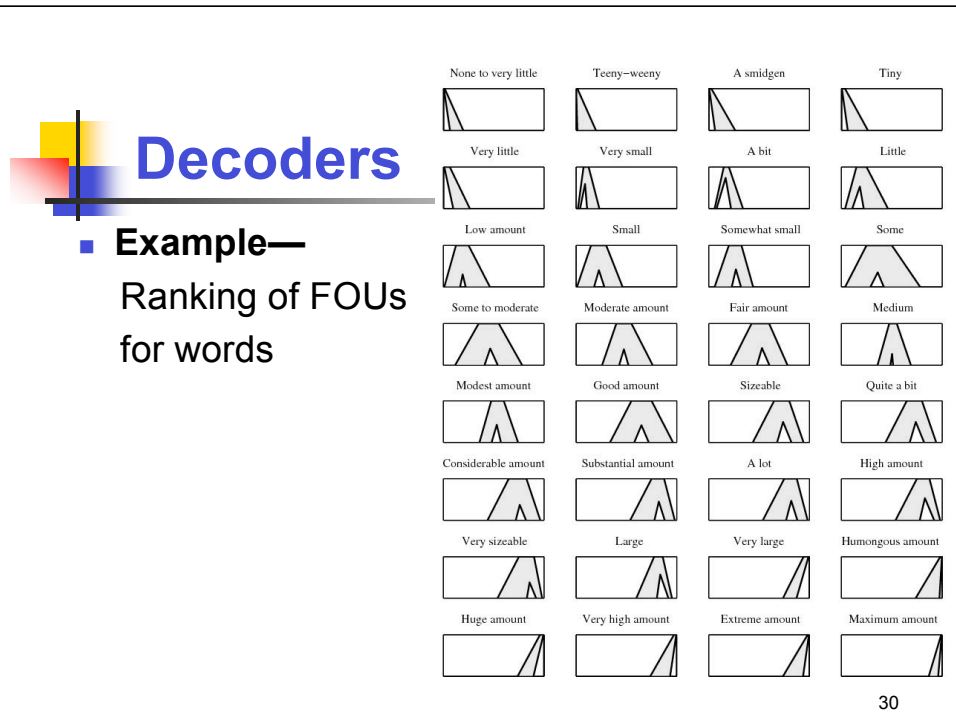 Decoders
■ Example—
Ranking of FOUs
for words
None to very little Teeny-weeny A smidgen Tiny
Very little Very small A bit Little
Low amount Small Somewhat small Some
Some to moderate Moderate amount Fair amount Medium
Modest amount Good amount Sizeable Quite a bit
Considerable amount Substantial amount A lot High amount
Very sizeable Large Very large Humongous amount
Huge amount Very high amount Extreme amount Maximum amount
30